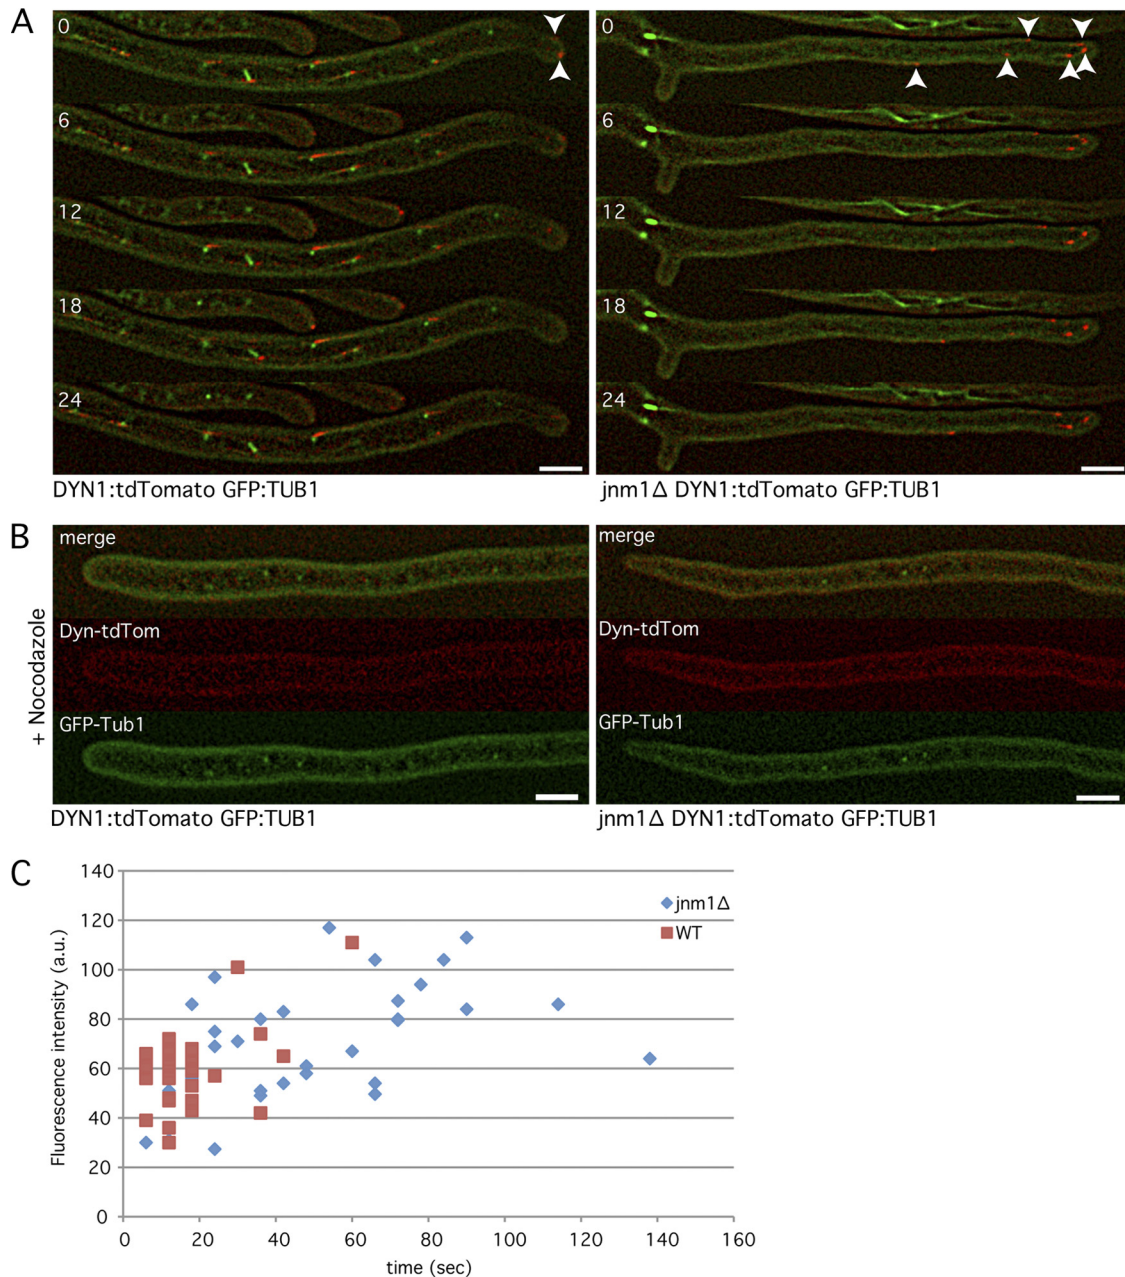 A
0
0
6
6
12
12
18
18
24
24
DYN1:tdTomato GFP:TUB1
jnm1Δ DYN1:tdTomato GFP:TUB1
B
+ Nocodazole
merge
merge
Dyn-tdTom
Dyn-tdTom
GFP-Tub1
GFP-Tub1
DYN1:tdTomato GFP:TUB1
jnm1Δ DYN1:tdTomato GFP:TUB1
C
Fluorescence intensity (a.u.)
140
120
100
80
60
40
20
0
jnm1Δ
WT
0 20 40 60 80 100 120 140 160
time (sec)